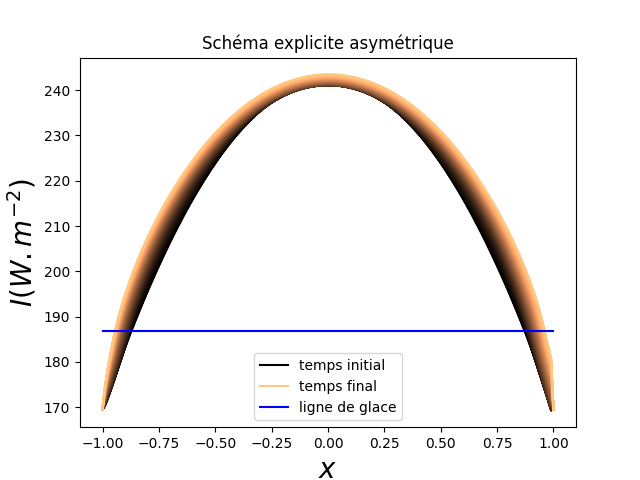 Schéma explicite asymétrique
I(W.m⁻²)
240
230
220
210
200
190
180
170
temps initial
temps final
ligne de glace
−1.00 −0.75 −0.50 −0.25 0.00 0.25 0.50 0.75 1.00
x